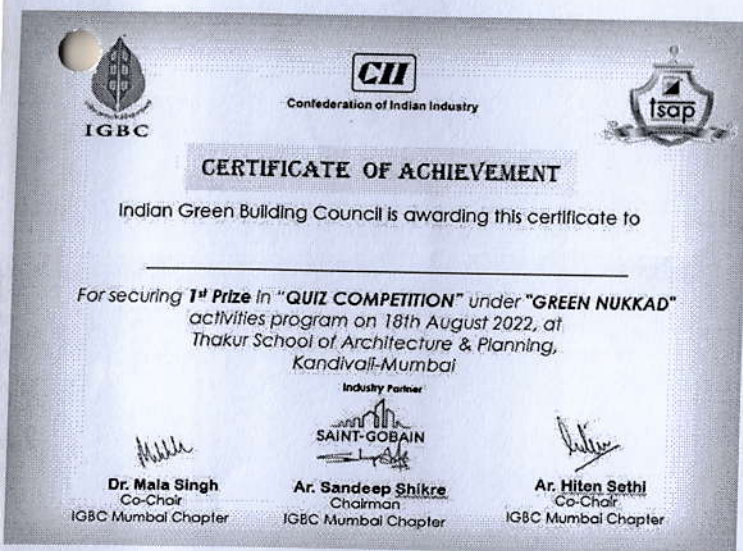 IGBC
CII
Confederation of Indian Industry
tsap
CERTIFICATE OF ACHIEVEMENT
Indian Green Building Council is awarding this certificate to
For securing 1st Prize in "QUIZ COMPETITION" under "GREEN NUKKAD"
activities program on 18th August 2022, at
Thakur School of Architecture & Planning,
Kandivali-Mumbai
Industry Partner
SAINT-GOBAIN
Dr. Mala Singh
Co-Chair
IGBC Mumbai Chapter
Ar. Sandeep Shikre
Chairman
IGBC Mumbai Chapter
Ar. Hiten Sethi
Co-Chair
IGBC Mumbai Chapter